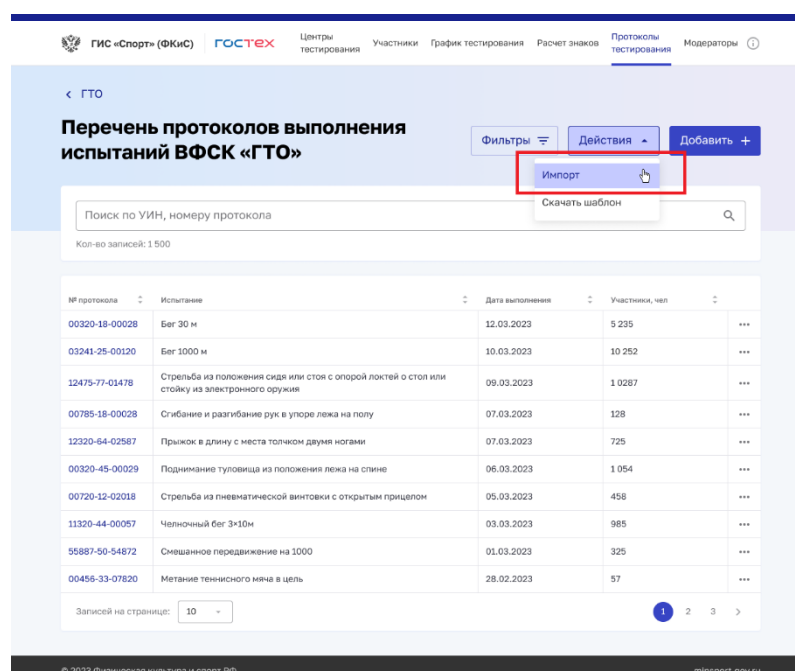 ГИС «Спорт» (ФКиС)
ГОСТЕХ
Центры
тестирования
Участники
График тестирования
Расчет знаков
Протоколы
тестирования
Модераторы
ГТО
Перечень протоколов выполнения
испытаний ВФСК «ГТО»
Фильтры
Действия
Добавить +
Импорт
Скачать шаблон
Поиск по УИН, номеру протокола
Кол-во записей: 1 500
№ протокола Испытание Дата выполнения Участники, чел
00320-18-00028 Бег 30 м 12.03.2023 5 235 •••
03241-25-00120 Бег 1000 м 10.03.2023 10 252 •••
Стрельба из положения сидя или стоя с опорой локтей о стол или
12475-77-01478 09.03.2023 1 0287 •••
стойку из электронного оружия
00785-18-00028 Сгибание и разгибание рук в упоре лежа на полу 07.03.2023 128 •••
12320-64-02587 Прыжок в длину с места толчком двумя ногами 07.03.2023 725 •••
00320-45-00029 Поднимание туловища из положения лежа на спине 06.03.2023 1 054 •••
00720-12-02018 Стрельба из пневматической винтовки с открытым прицелом 05.03.2023 458 •••
11320-44-00057 Челночный бег 3×10м 03.03.2023 985 •••
55887-50-54872 Смешанное передвижение на 1000 01.03.2023 325 •••
00456-33-07820 Метание теннисного мяча в цель 28.02.2023 57 •••
Записей на странице: 10
1 2 3 >
© 2023 Физическая культура и спорт РФ
minsport.gov.ru